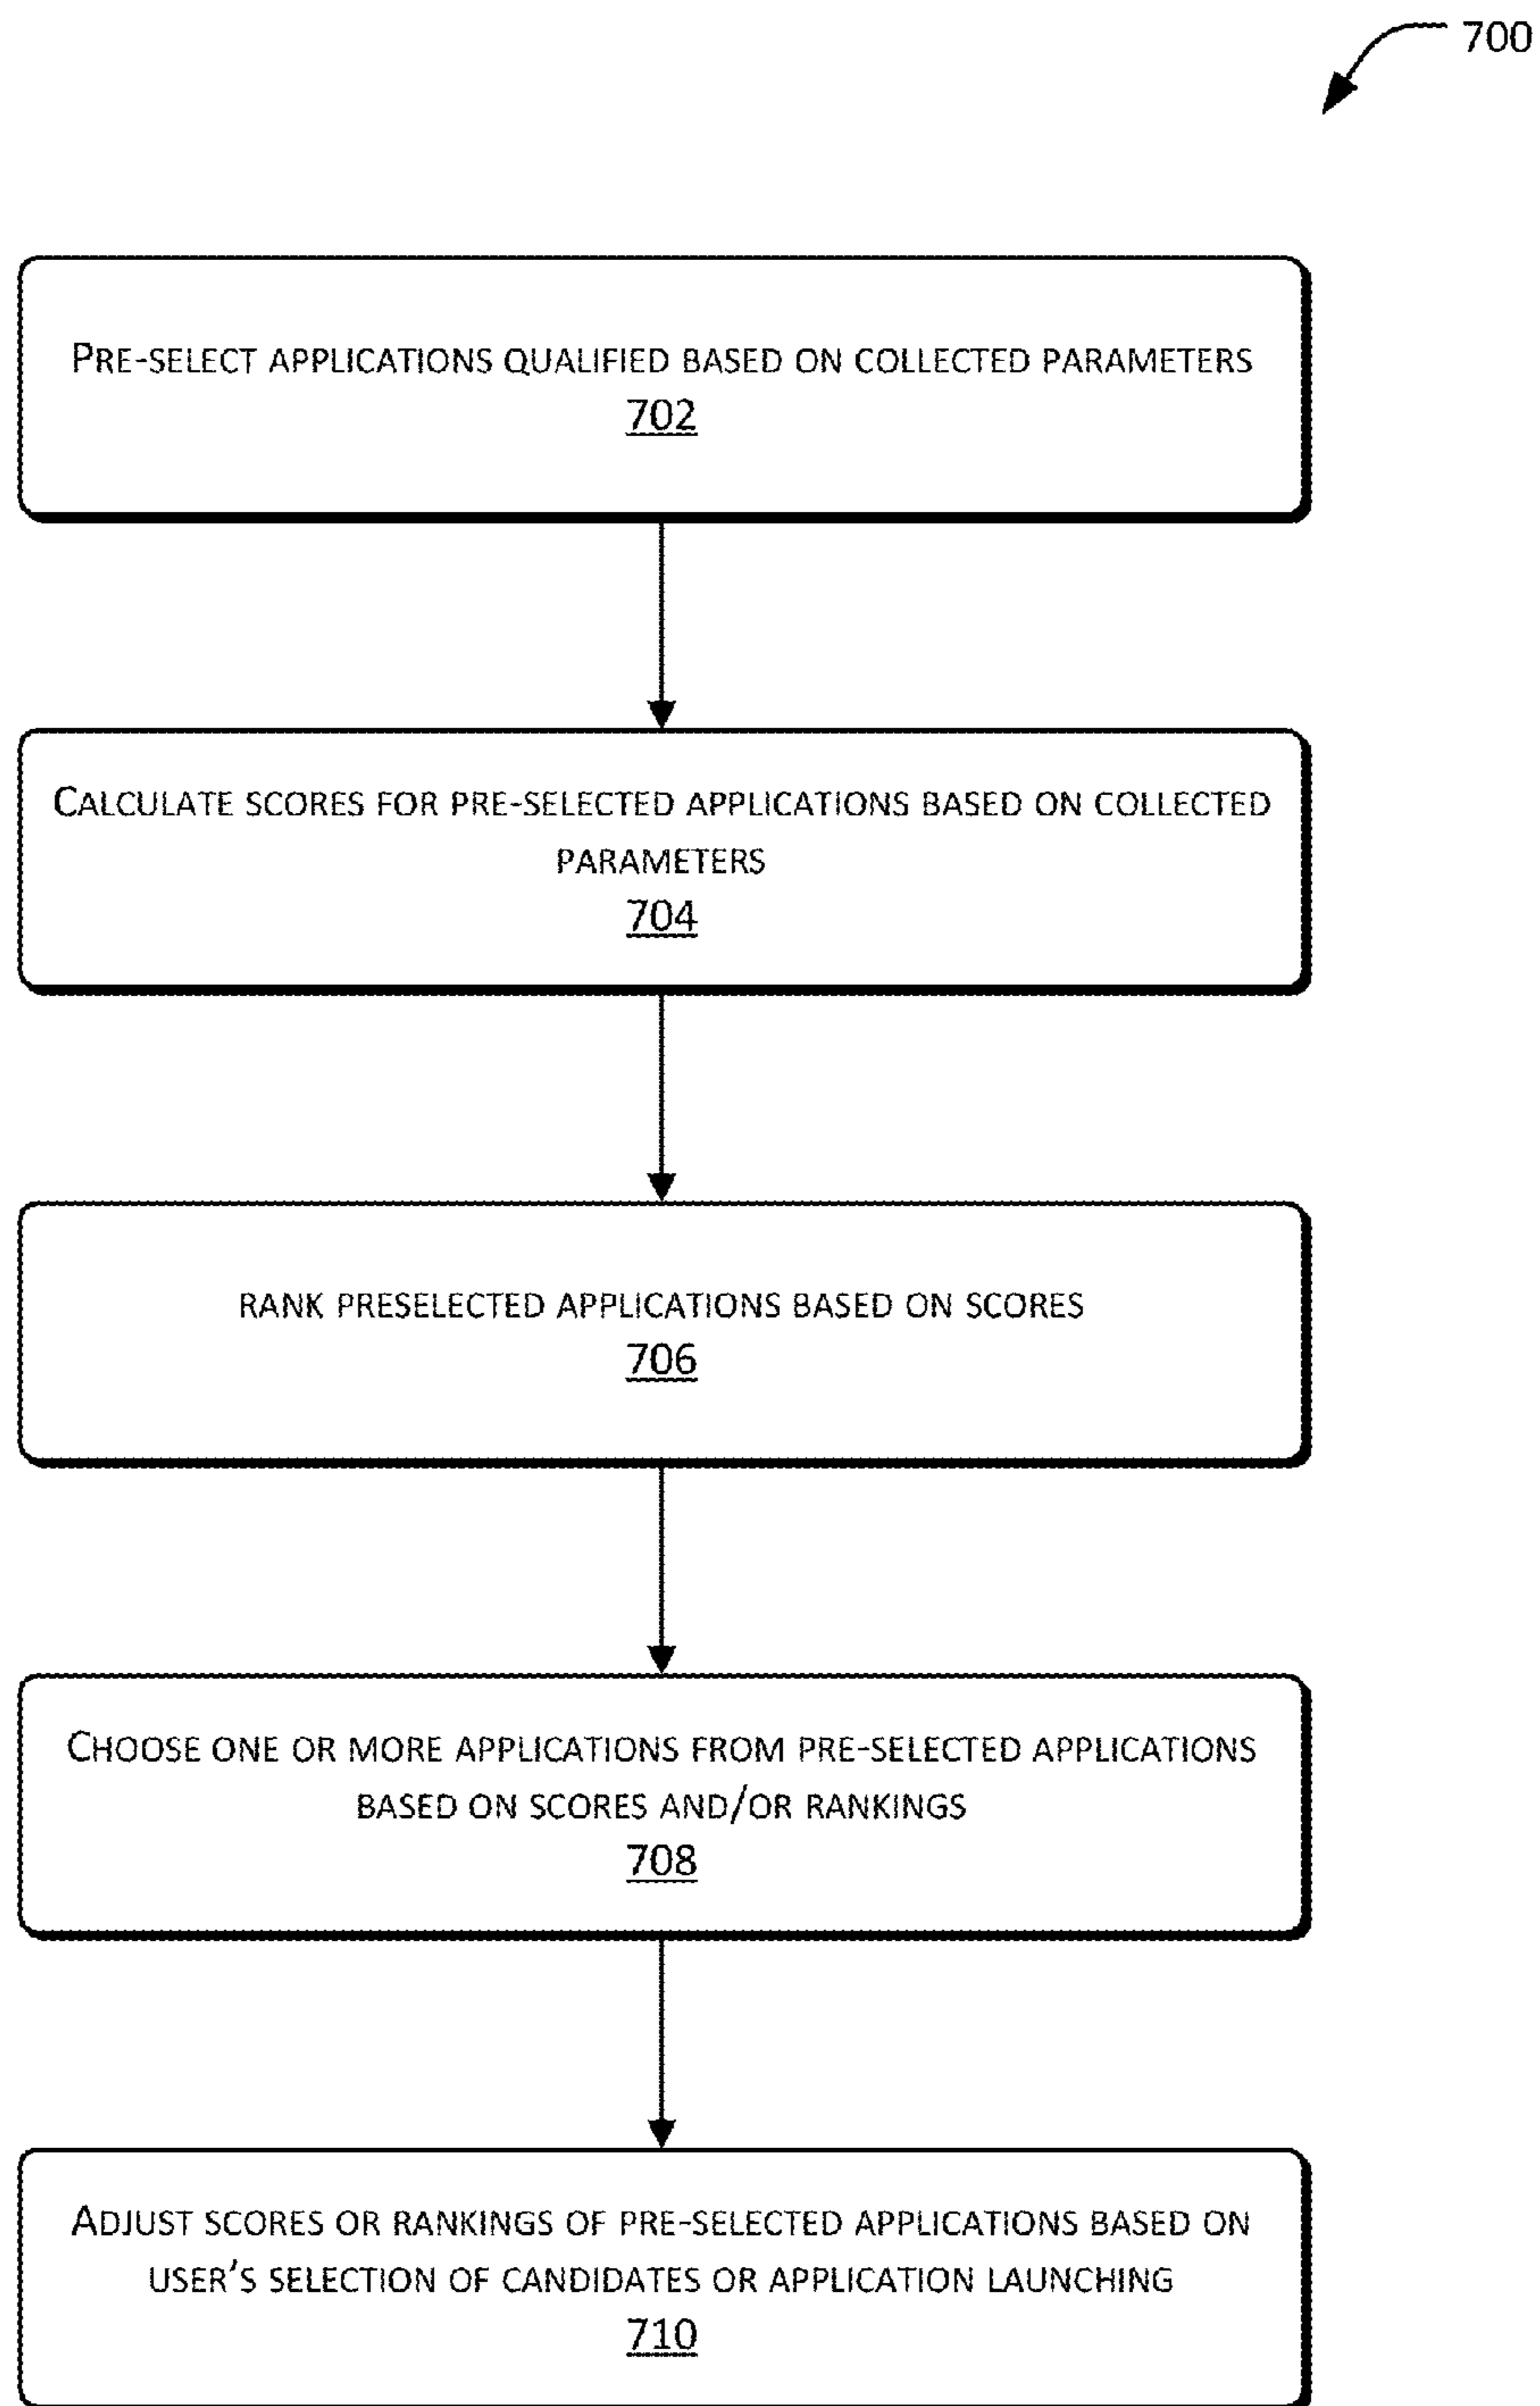 700
PRE-SELECT APPLICATIONS QUALIFIED BASED ON COLLECTED PARAMETERS
702
CALCULATE SCORES FOR PRE-SELECTED APPLICATIONS BASED ON COLLECTED
PARAMETERS
704
RANK PRESELECTED APPLICATIONS BASED ON SCORES
706
CHOOSE ONE OR MORE APPLICATIONS FROM PRE-SELECTED APPLICATIONS
BASED ON SCORES AND/OR RANKINGS
708
ADJUST SCORES OR RANKINGS OF PRE-SELECTED APPLICATIONS BASED ON
USER'S SELECTION OF CANDIDATES OR APPLICATION LAUNCHING
710